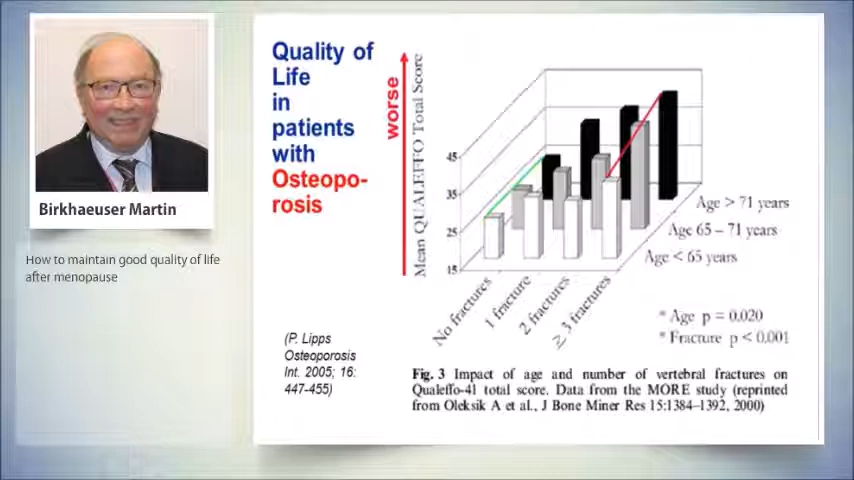 Birkhaeuser Martin
How to maintain good quality of life
after menopause
Quality of
Life
in
patients
with
Osteopo-
rosis
(P. Lipps
Osteoporosis
Int. 2005; 16:
447-455)
worse
Mean QUALEFFO Total Score
45
35
25
15
No fractures
1 fracture
2 fractures
≥ 3 fractures
Age > 71 years
Age 65 – 71 years
Age < 65 years
* Age p = 0.020
* Fracture p < 0.001
Fig. 3 Impact of age and number of vertebral fractures on
Qualeffo-41 total score. Data from the MORE study (reprinted
from Oleksik A et al., J Bone Miner Res 15:1384–1392, 2000)